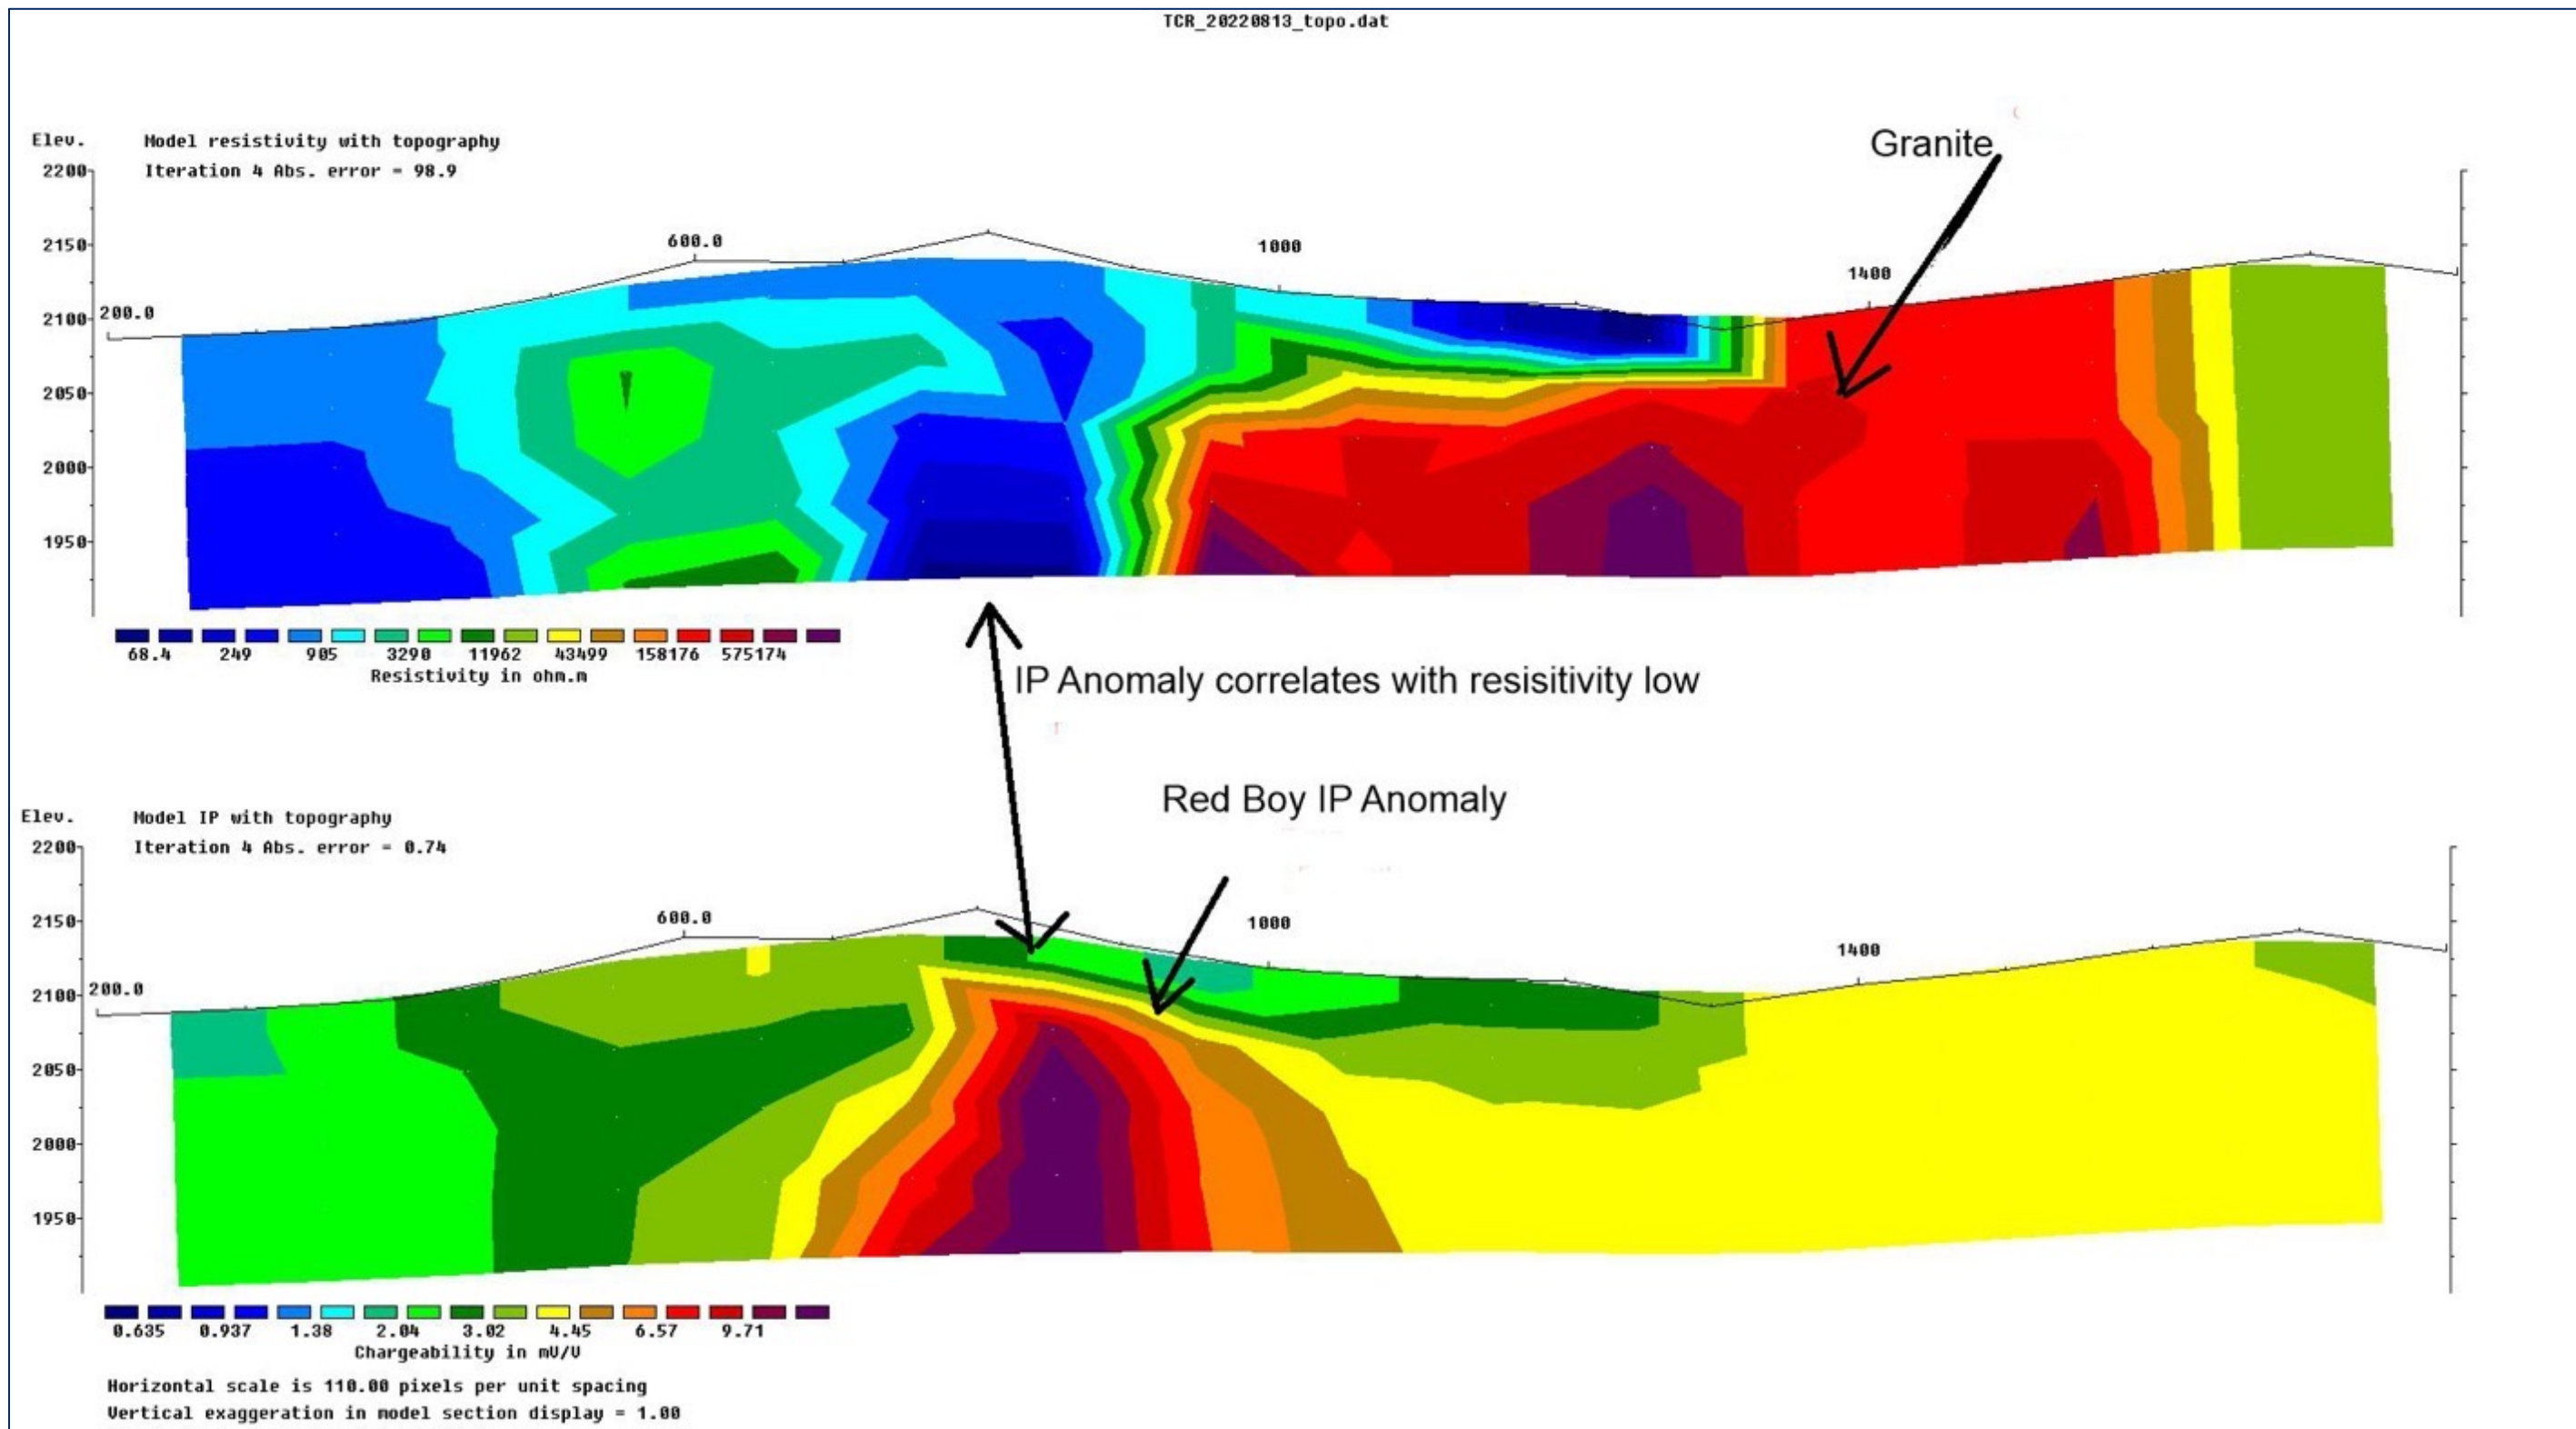 TCR_20220813_topo.dat
Elev.
Model resistivity with topography
Iteration 4 Abs. error = 98.9
Granite
2200
2150
2100
2050
2000
1950
200.0
600.0
1000
1400
68.4 249 905 3290 11962 43499 158176 575174
Resistivity in ohm.m
IP Anomaly correlates with resisitivity low
Red Boy IP Anomaly
Elev.
Model IP with topography
Iteration 4 Abs. error = 0.74
2200
2150
2100
2050
2000
1950
200.0
600.0
1000
1400
0.635 0.937 1.38 2.04 3.02 4.45 6.57 9.71
Chargeability in mV/V
Horizontal scale is 110.00 pixels per unit spacing
Vertical exaggeration in model section display = 1.00